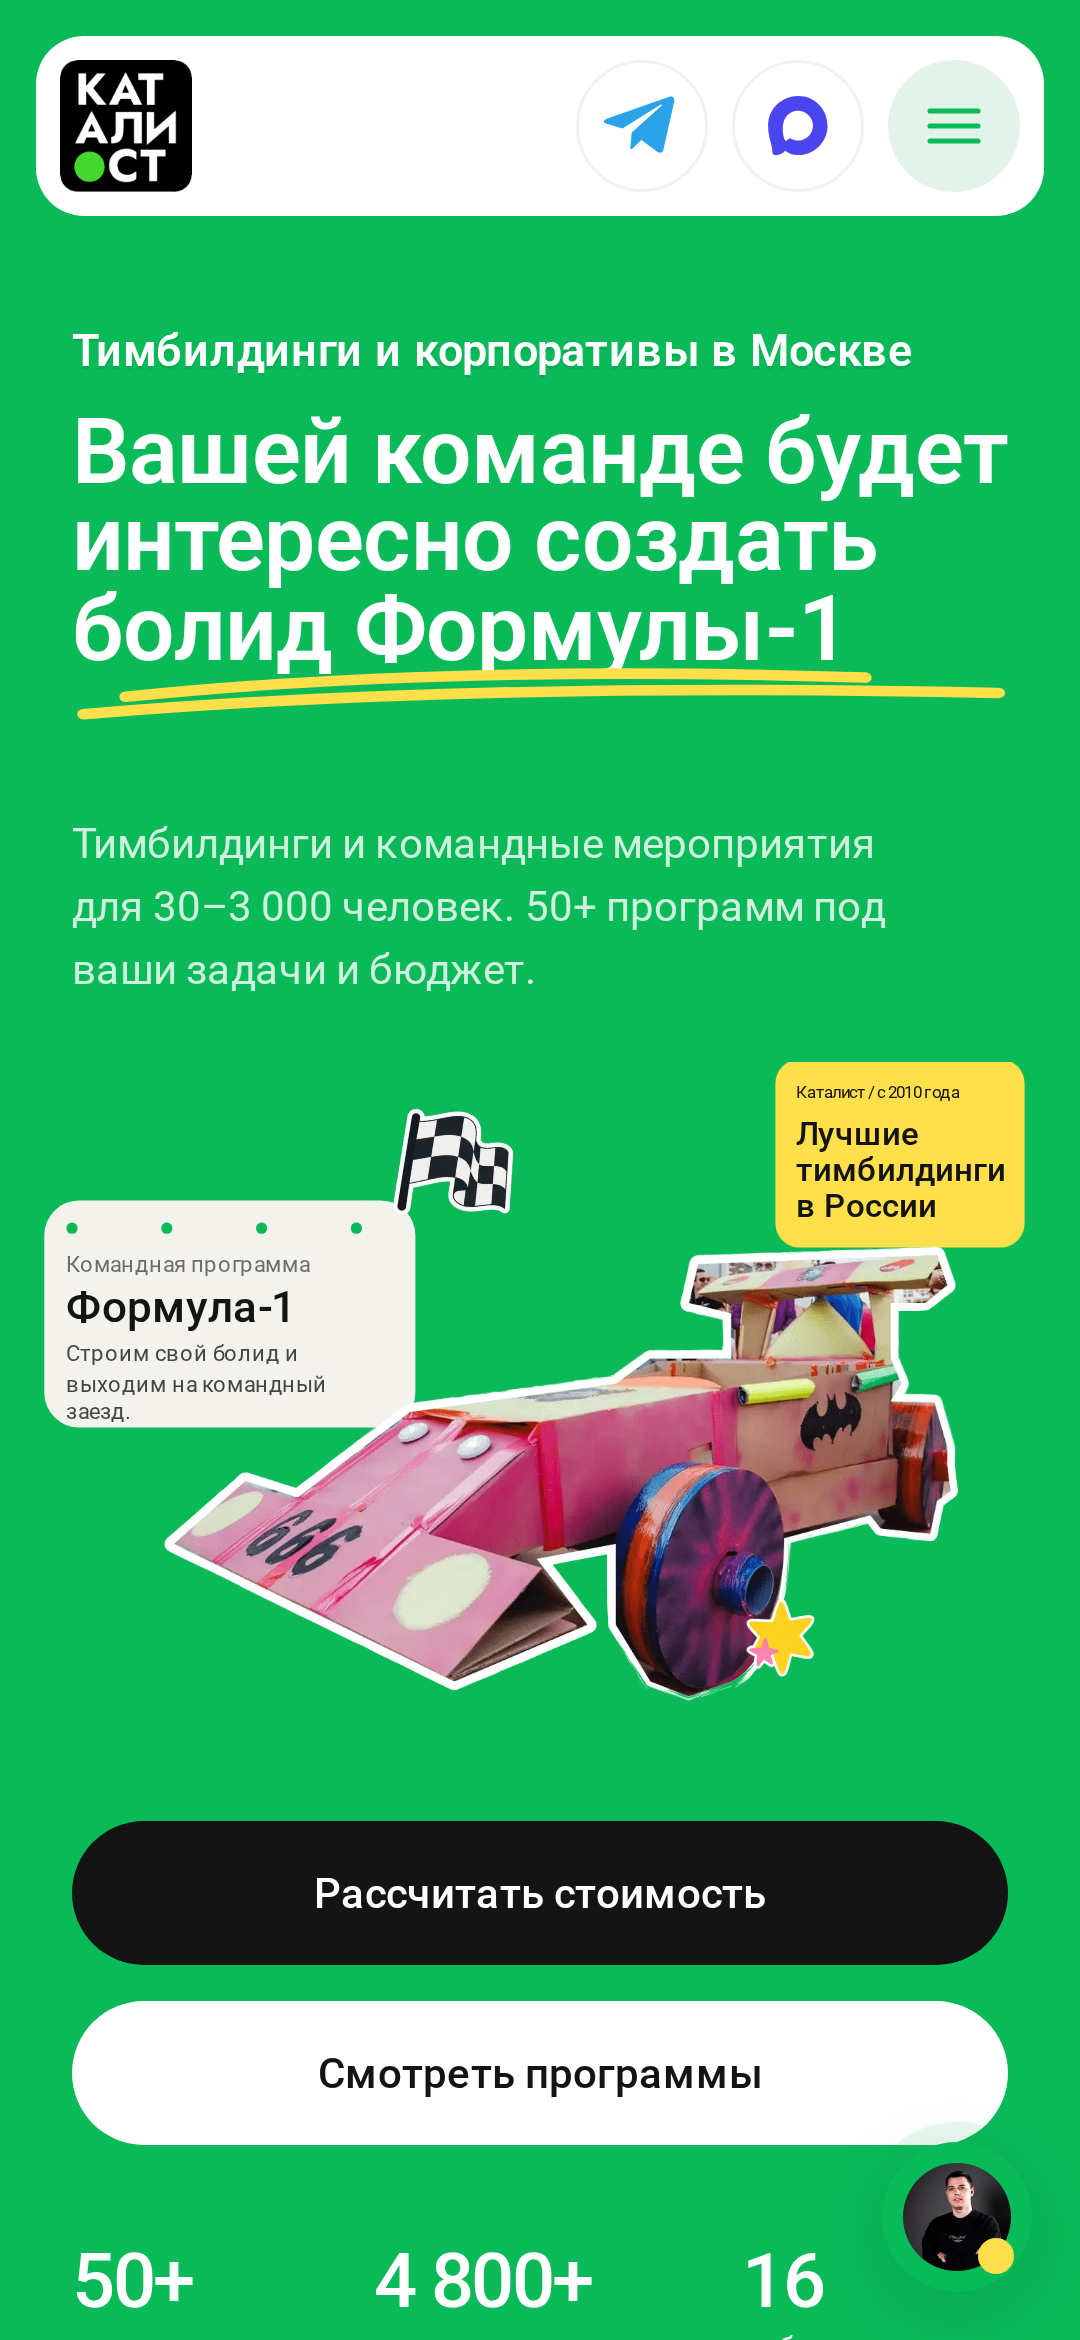 КАТ
АЛИ
СТ
Тимбилдинги и корпоративы в Москве
Вашей команде будет
интересно создать
болид Формулы-1
Тимбилдинги и командные мероприятия
для 30–3 000 человек. 50+ программ под
ваши задачи и бюджет.
Каталист / с 2010 года
Лучшие
тимбилдинги
в России
Командная программа
Формула-1
Строим свой болид и
выходим на командный
заезд.
666
Рассчитать стоимость
Смотреть программы
50+
4 800+
16